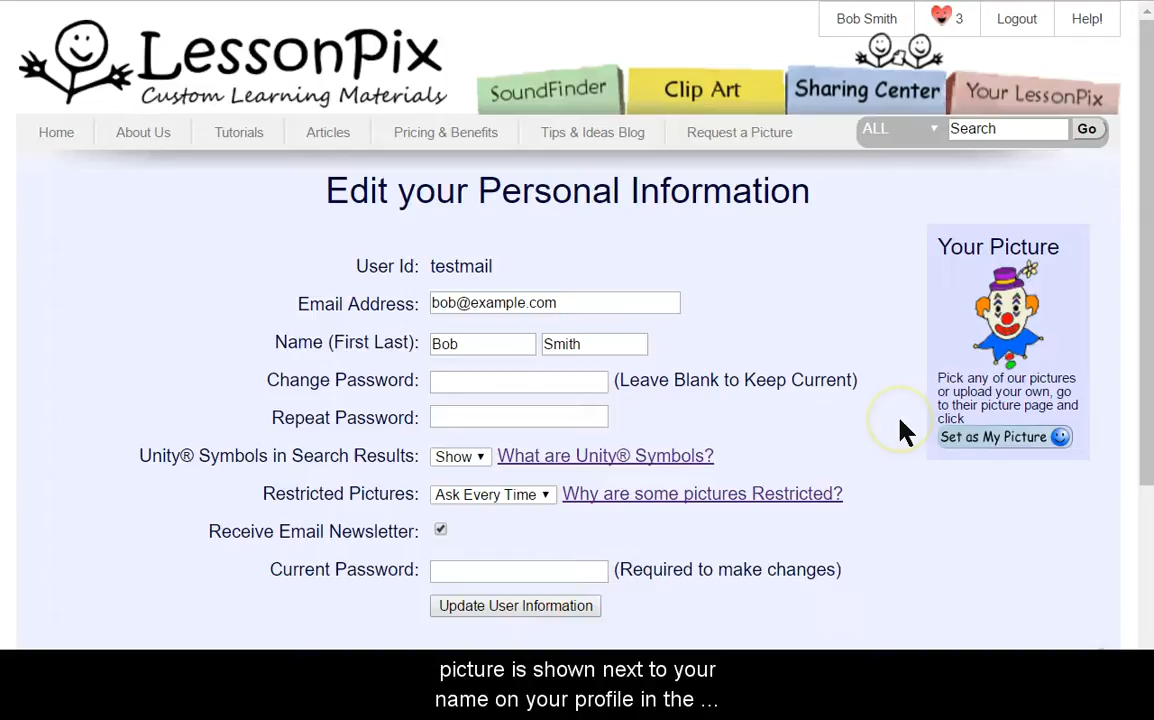 Bob Smith 3 Logout Help!
LessonPix
Custom Learning Materials
SoundFinder Clip Art Sharing Center Your LessonPix
Home About Us Tutorials Articles Pricing & Benefits Tips & Ideas Blog Request a Picture ALL Search Go
Edit your Personal Information
User Id: testmail
Email Address: bob@example.com
Name (First Last): Bob Smith
Change Password: (Leave Blank to Keep Current)
Repeat Password:
Unity® Symbols in Search Results: Show What are Unity® Symbols?
Restricted Pictures: Ask Every Time Why are some pictures Restricted?
Receive Email Newsletter:
Current Password: (Required to make changes)
Update User Information
Your Picture
Pick any of our pictures
or upload your own, go
to their picture page and
click
Set as My Picture
picture is shown next to your
name on your profile in the ...